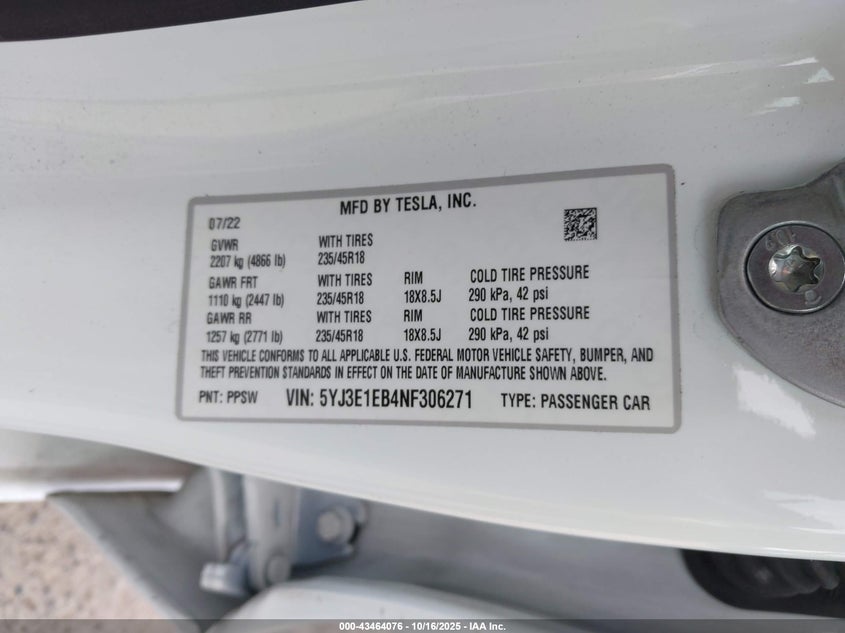 MFD BY TESLA, INC.
07/22
GVWR WITH TIRES
2207 kg (4866 lb) 235/45R18
GAWR FRT WITH TIRES RIM COLD TIRE PRESSURE
1110 kg (2447 lb) 235/45R18 18X8.5J 290 kPa, 42 psi
GAWR RR WITH TIRES RIM COLD TIRE PRESSURE
1257 kg (2771 lb) 235/45R18 18X8.5J 290 kPa, 42 psi
THIS VEHICLE CONFORMS TO ALL APPLICABLE U.S. FEDERAL MOTOR VEHICLE SAFETY, BUMPER, AND
THEFT PREVENTION STANDARDS IN EFFECT ON THE DATE OF MANUFACTURE SHOWN ABOVE.
PNT: PPSW VIN: 5YJ3E1EB4NF306271 TYPE: PASSENGER CAR
000-43464076 - 10/16/2025 - IAA Inc.